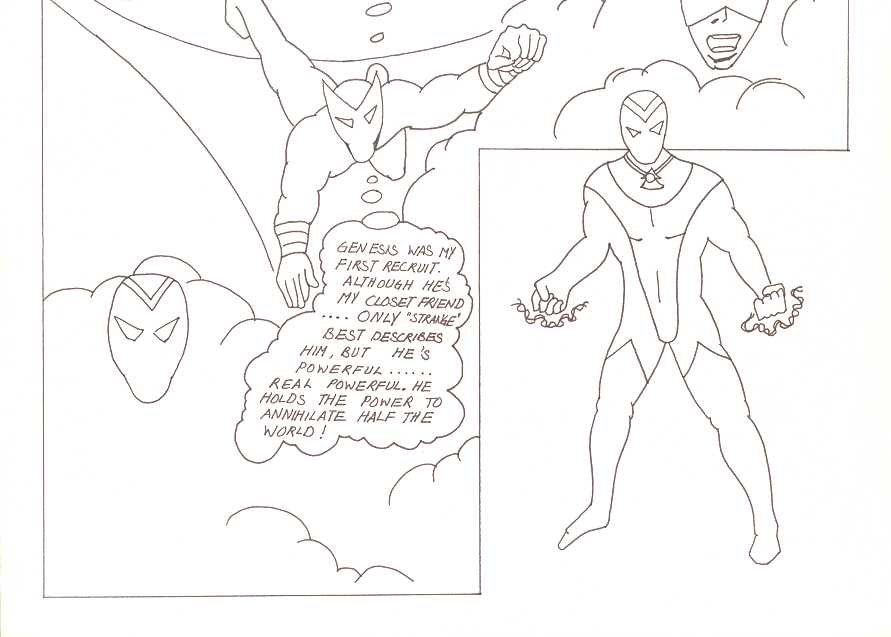 GENESIS WAS MY
FIRST RECRUIT.
ALTHOUGH HE'S
MY CLOSET FRIEND
.... ONLY "STRANGE"
BEST DESCRIBES
HIM, BUT HE'S
POWERFUL ......
REAL POWERFUL. HE
HOLDS THE POWER TO
ANNIHILATE HALF THE
WORLD!